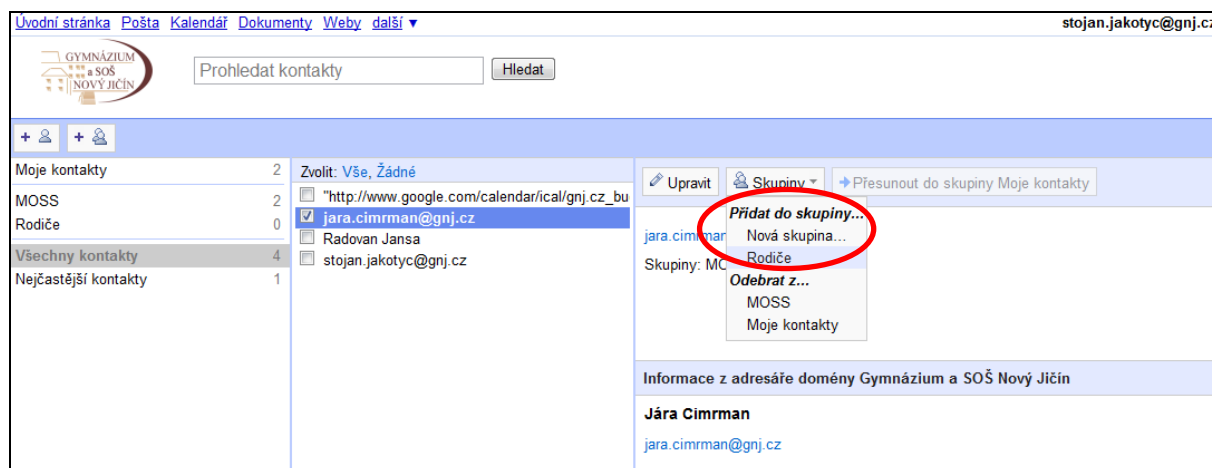 Úvodní stránka Pošta Kalendář Dokumenty Weby další ▼
stojan.jakotyc@gnj.cz
GYMNÁZIUM
a SOŠ
NOVÝ JIČÍN
Prohledat kontakty
Hledat
Moje kontakty 2
MOSS 2
Rodiče 0
Všechny kontakty 4
Nejčastější kontakty 1
Zvolit: Vše, Žádné
"http://www.google.com/calendar/ical/gnj.cz_bu
jara.cimrman@gnj.cz
Radovan Jansa
stojan.jakotyc@gnj.cz
Upravit Skupiny Přesunout do skupiny Moje kontakty
jara.cimrman
Skupiny: MO
Přidat do skupiny...
Nová skupina...
Rodiče
Odebrat z...
MOSS
Moje kontakty
Informace z adresáře domény Gymnázium a SOŠ Nový Jičín
Jára Cimrman
jara.cimrman@gnj.cz